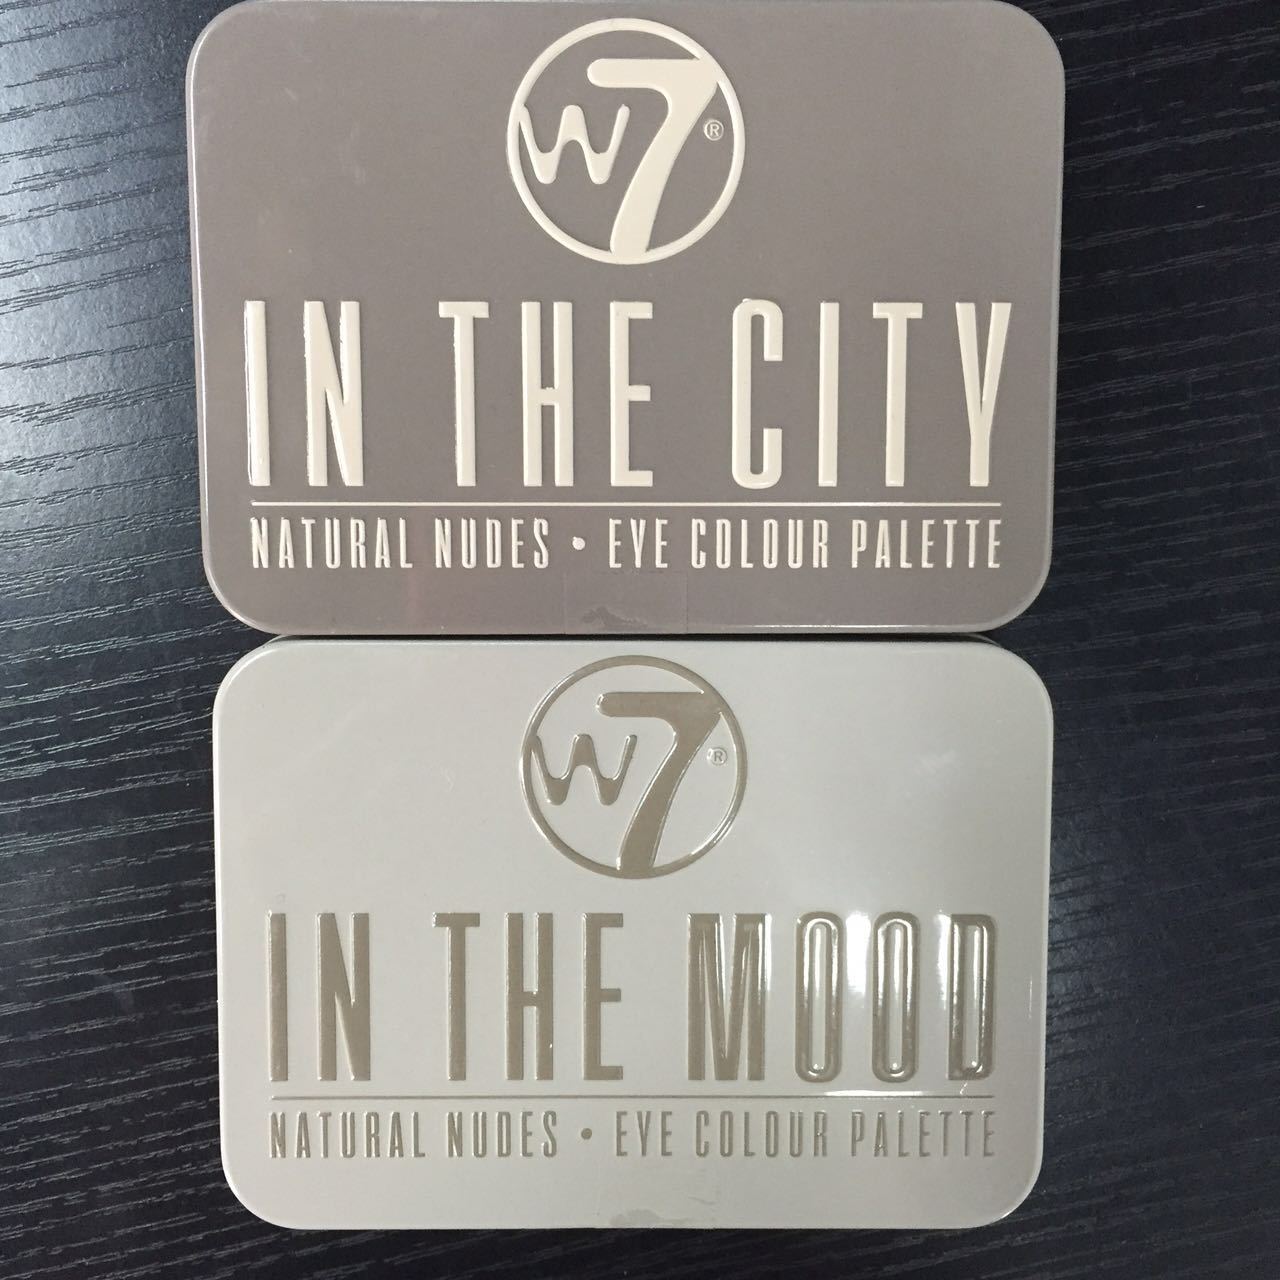 W7®
IN THE CITY
NATURAL NUDES • EYE COLOUR PALETTE
W7®
IN THE MOOD
NATURAL NUDES • EYE COLOUR PALETTE